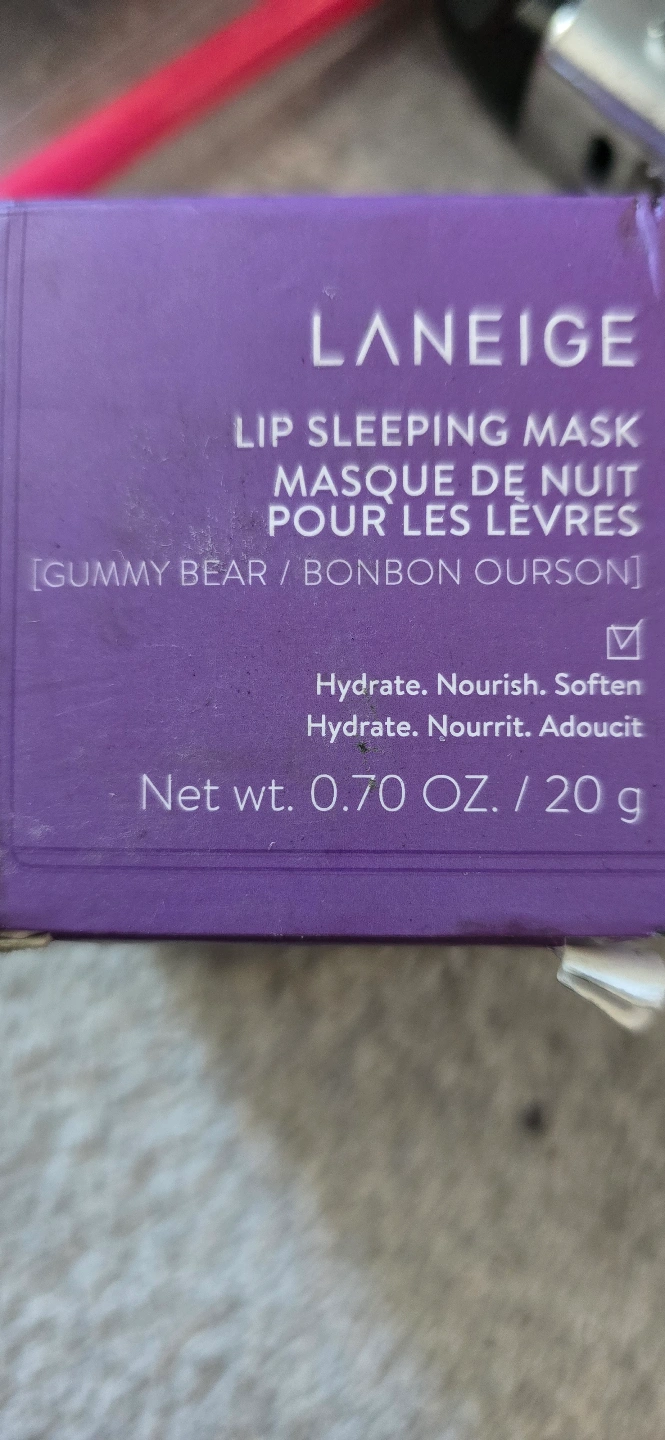 LANEIGE
LIP SLEEPING MASK
MASQUE DE NUIT
POUR LES LÈVRES
[GUMMY BEAR / BONBON OURSON]
Hydrate. Nourish. Soften
Hydrate. Nourrit. Adoucit
Net wt. 0.70 OZ. / 20 g